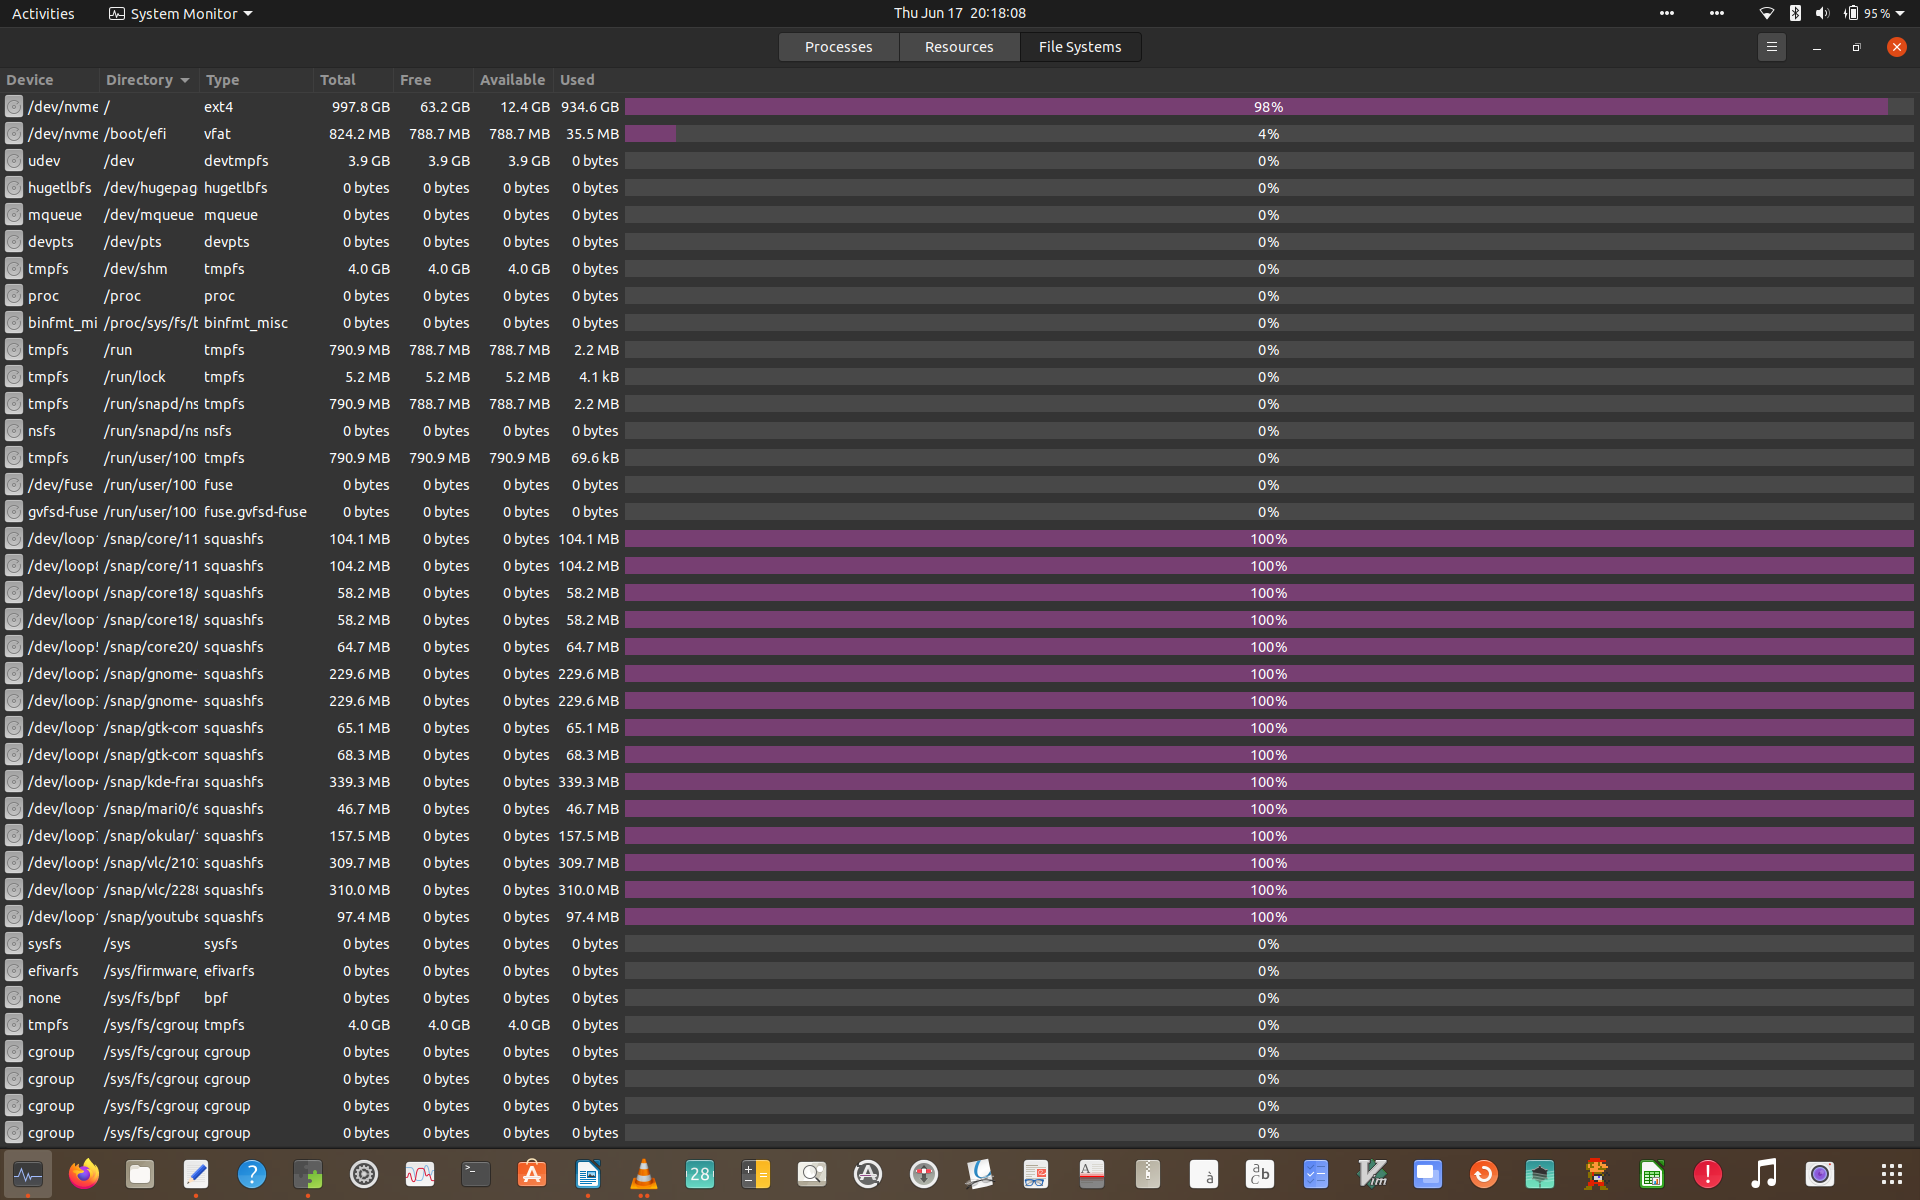 Activities System Monitor Thu Jun 17 20:18:08 95 %
Processes Resources File Systems
Device Directory Type Total Free Available Used
/dev/nvme / ext4 997.8 GB 63.2 GB 12.4 GB 934.6 GB 98%
/dev/nvme /boot/efi vfat 824.2 MB 788.7 MB 788.7 MB 35.5 MB 4%
udev /dev devtmpfs 3.9 GB 3.9 GB 3.9 GB 0 bytes 0%
hugetlbfs /dev/hugepag hugetlbfs 0 bytes 0 bytes 0 bytes 0 bytes 0%
mqueue /dev/mqueue mqueue 0 bytes 0 bytes 0 bytes 0 bytes 0%
devpts /dev/pts devpts 0 bytes 0 bytes 0 bytes 0 bytes 0%
tmpfs /dev/shm tmpfs 4.0 GB 4.0 GB 4.0 GB 0 bytes 0%
proc /proc proc 0 bytes 0 bytes 0 bytes 0 bytes 0%
binfmt_mi /proc/sys/fs/b binfmt_misc 0 bytes 0 bytes 0 bytes 0 bytes 0%
tmpfs /run tmpfs 790.9 MB 788.7 MB 788.7 MB 2.2 MB 0%
tmpfs /run/lock tmpfs 5.2 MB 5.2 MB 5.2 MB 4.1 kB 0%
tmpfs /run/snapd/ns tmpfs 790.9 MB 788.7 MB 788.7 MB 2.2 MB 0%
nsfs /run/snapd/ns nsfs 0 bytes 0 bytes 0 bytes 0 bytes 0%
tmpfs /run/user/100 tmpfs 790.9 MB 790.9 MB 790.9 MB 69.6 kB 0%
/dev/fuse /run/user/100 fuse 0 bytes 0 bytes 0 bytes 0 bytes 0%
gvfsd-fuse /run/user/100 fuse.gvfsd-fuse 0 bytes 0 bytes 0 bytes 0 bytes 0%
/dev/loop1 /snap/core/11 squashfs 104.1 MB 0 bytes 0 bytes 104.1 MB 100%
/dev/loop8 /snap/core/11 squashfs 104.2 MB 0 bytes 0 bytes 104.2 MB 100%
/dev/loop0 /snap/core18/ squashfs 58.2 MB 0 bytes 0 bytes 58.2 MB 100%
/dev/loop1 /snap/core18/ squashfs 58.2 MB 0 bytes 0 bytes 58.2 MB 100%
/dev/loop5 /snap/core20/ squashfs 64.7 MB 0 bytes 0 bytes 64.7 MB 100%
/dev/loop2 /snap/gnome- squashfs 229.6 MB 0 bytes 0 bytes 229.6 MB 100%
/dev/loop3 /snap/gnome- squashfs 229.6 MB 0 bytes 0 bytes 229.6 MB 100%
/dev/loop1 /snap/gtk-com squashfs 65.1 MB 0 bytes 0 bytes 65.1 MB 100%
/dev/loop6 /snap/gtk-com squashfs 68.3 MB 0 bytes 0 bytes 68.3 MB 100%
/dev/loop4 /snap/kde-fra squashfs 339.3 MB 0 bytes 0 bytes 339.3 MB 100%
/dev/loop1 /snap/mari0/6 squashfs 46.7 MB 0 bytes 0 bytes 46.7 MB 100%
/dev/loop7 /snap/okular/ squashfs 157.5 MB 0 bytes 0 bytes 157.5 MB 100%
/dev/loop9 /snap/vlc/2103 squashfs 309.7 MB 0 bytes 0 bytes 309.7 MB 100%
/dev/loop1 /snap/vlc/2288 squashfs 310.0 MB 0 bytes 0 bytes 310.0 MB 100%
/dev/loop1 /snap/youtube squashfs 97.4 MB 0 bytes 0 bytes 97.4 MB 100%
sysfs /sys sysfs 0 bytes 0 bytes 0 bytes 0 bytes 0%
efivarfs /sys/firmware/ efivarfs 0 bytes 0 bytes 0 bytes 0 bytes 0%
none /sys/fs/bpf bpf 0 bytes 0 bytes 0 bytes 0 bytes 0%
tmpfs /sys/fs/cgroup tmpfs 4.0 GB 4.0 GB 4.0 GB 0 bytes 0%
cgroup /sys/fs/cgroup cgroup 0 bytes 0 bytes 0 bytes 0 bytes 0%
cgroup /sys/fs/cgroup cgroup 0 bytes 0 bytes 0 bytes 0 bytes 0%
cgroup /sys/fs/cgroup cgroup 0 bytes 0 bytes 0 bytes 0 bytes 0%
cgroup /sys/fs/cgroup cgroup 0 bytes 0 bytes 0 bytes 0 bytes 0%
28